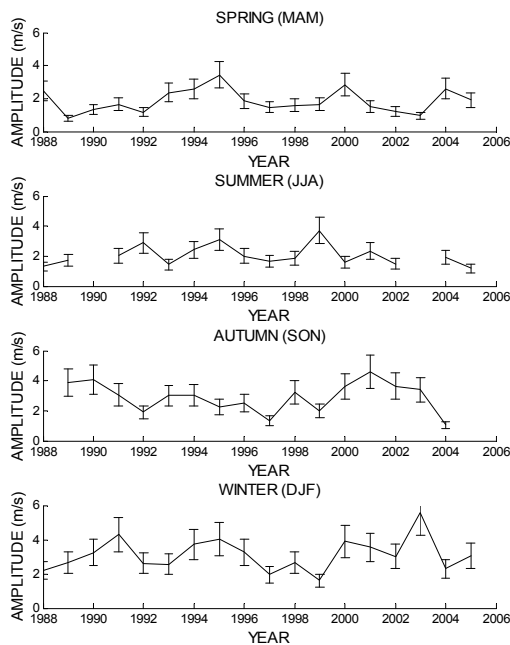 SPRING (MAM)
AMPLITUDE (m/s)
6
4
2
0
1988 1990 1992 1994 1996 1998 2000 2002 2004 2006
YEAR
SUMMER (JJA)
AMPLITUDE (m/s)
6
4
2
0
1988 1990 1992 1994 1996 1998 2000 2002 2004 2006
YEAR
AUTUMN (SON)
AMPLITUDE (m/s)
6
4
2
0
1988 1990 1992 1994 1996 1998 2000 2002 2004 2006
YEAR
WINTER (DJF)
AMPLITUDE (m/s)
6
4
2
0
1988 1990 1992 1994 1996 1998 2000 2002 2004 2006
YEAR